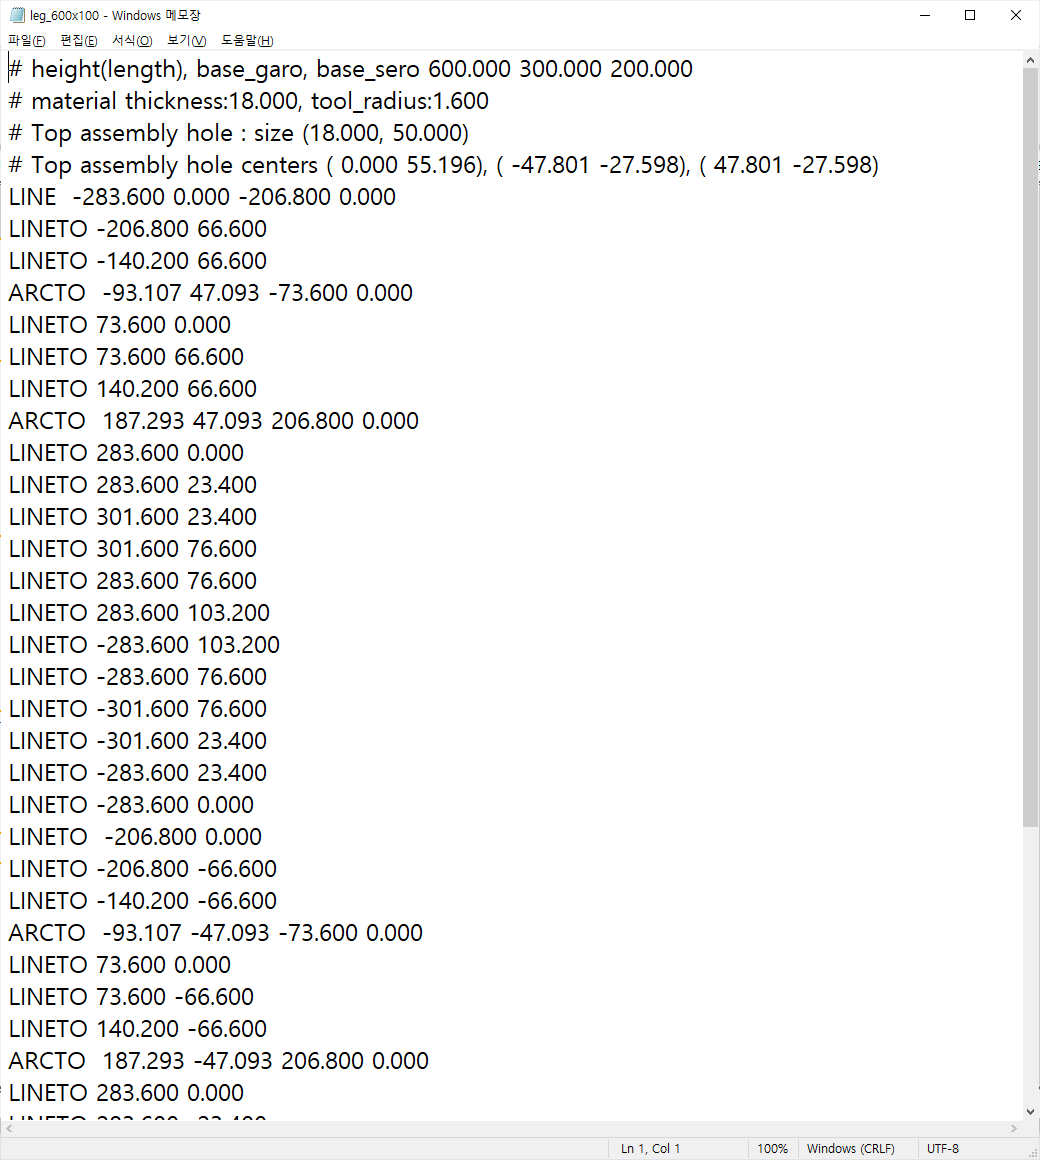 leg_600x100 - Windows 메모장
파일(F) 편집(E) 서식(O) 보기(V) 도움말(H)
# height(length), base_garo, base_sero 600.000 300.000 200.000
# material thickness:18.000, tool_radius:1.600
# Top assembly hole : size (18.000, 50.000)
# Top assembly hole centers ( 0.000 55.196), ( -47.801 -27.598), ( 47.801 -27.598)
LINE  -283.600 0.000 -206.800 0.000
LINETO -206.800 66.600
LINETO -140.200 66.600
ARCTO  -93.107 47.093 -73.600 0.000
LINETO 73.600 0.000
LINETO 73.600 66.600
LINETO 140.200 66.600
ARCTO  187.293 47.093 206.800 0.000
LINETO 283.600 0.000
LINETO 283.600 23.400
LINETO 301.600 23.400
LINETO 301.600 76.600
LINETO 283.600 76.600
LINETO 283.600 103.200
LINETO -283.600 103.200
LINETO -283.600 76.600
LINETO -301.600 76.600
LINETO -301.600 23.400
LINETO -283.600 23.400
LINETO -283.600 0.000
LINETO  -206.800 0.000
LINETO -206.800 -66.600
LINETO -140.200 -66.600
ARCTO  -93.107 -47.093 -73.600 0.000
LINETO 73.600 0.000
LINETO 73.600 -66.600
LINETO 140.200 -66.600
ARCTO  187.293 -47.093 206.800 0.000
LINETO 283.600 0.000
LINETO 283.600 -23.400
Ln 1, Col 1 100% Windows (CRLF) UTF-8